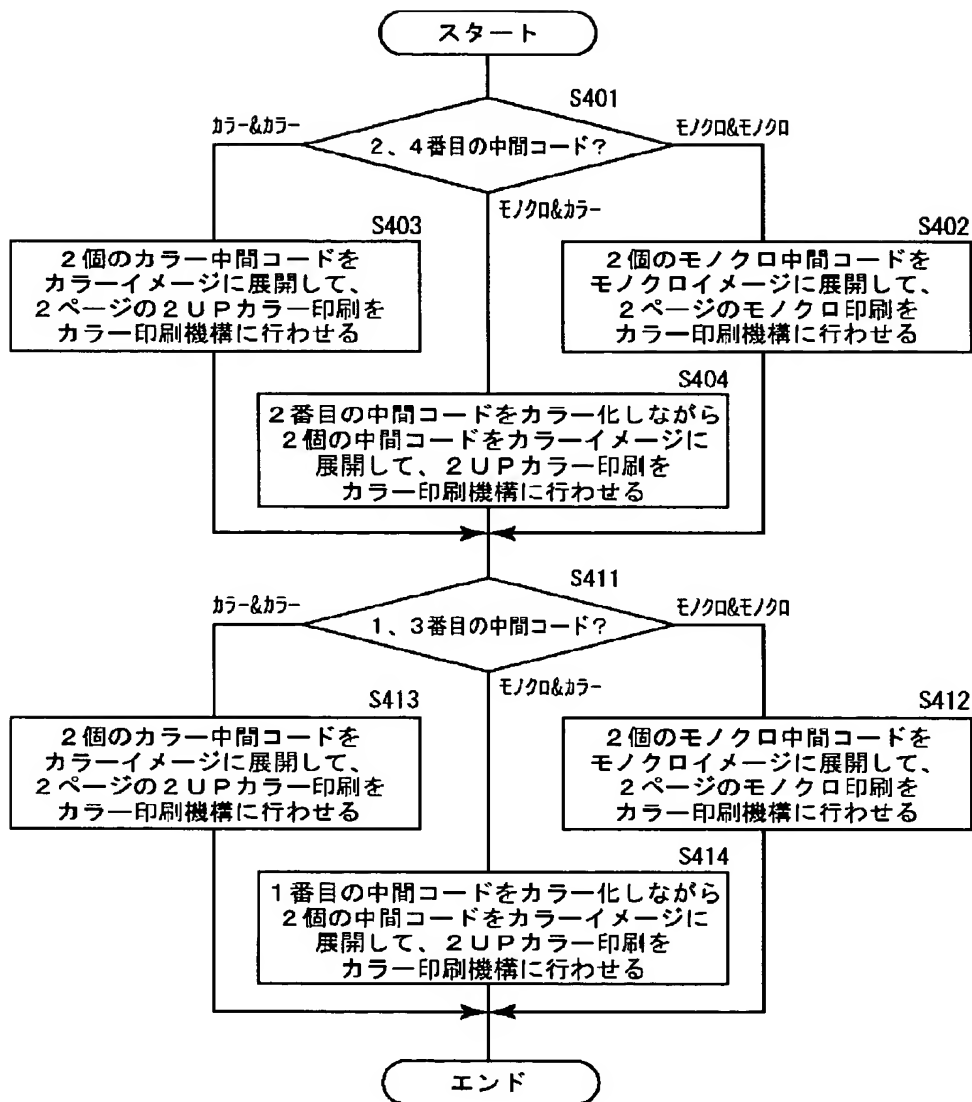 スタート
S401
カラー&カラー
モノクロ&モノクロ
2、4番目の中間コード?
モノクロ&カラー
S403
2個のカラー中間コードを
カラーイメージに展開して、
2ページの2UPカラー印刷を
カラー印刷機構に行わせる
S402
2個のモノクロ中間コードを
モノクロイメージに展開して、
2ページのモノクロ印刷を
カラー印刷機構に行わせる
S404
2番目の中間コードをカラー化しながら
2個の中間コードをカラーイメージに
展開して、2UPカラー印刷を
カラー印刷機構に行わせる
S411
カラー&カラー
モノクロ&モノクロ
1、3番目の中間コード?
モノクロ&カラー
S413
2個のカラー中間コードを
カラーイメージに展開して、
2ページの2UPカラー印刷を
カラー印刷機構に行わせる
S412
2個のモノクロ中間コードを
モノクロイメージに展開して、
2ページのモノクロ印刷を
カラー印刷機構に行わせる
S414
1番目の中間コードをカラー化しながら
2個の中間コードをカラーイメージに
展開して、2UPカラー印刷を
カラー印刷機構に行わせる
エンド